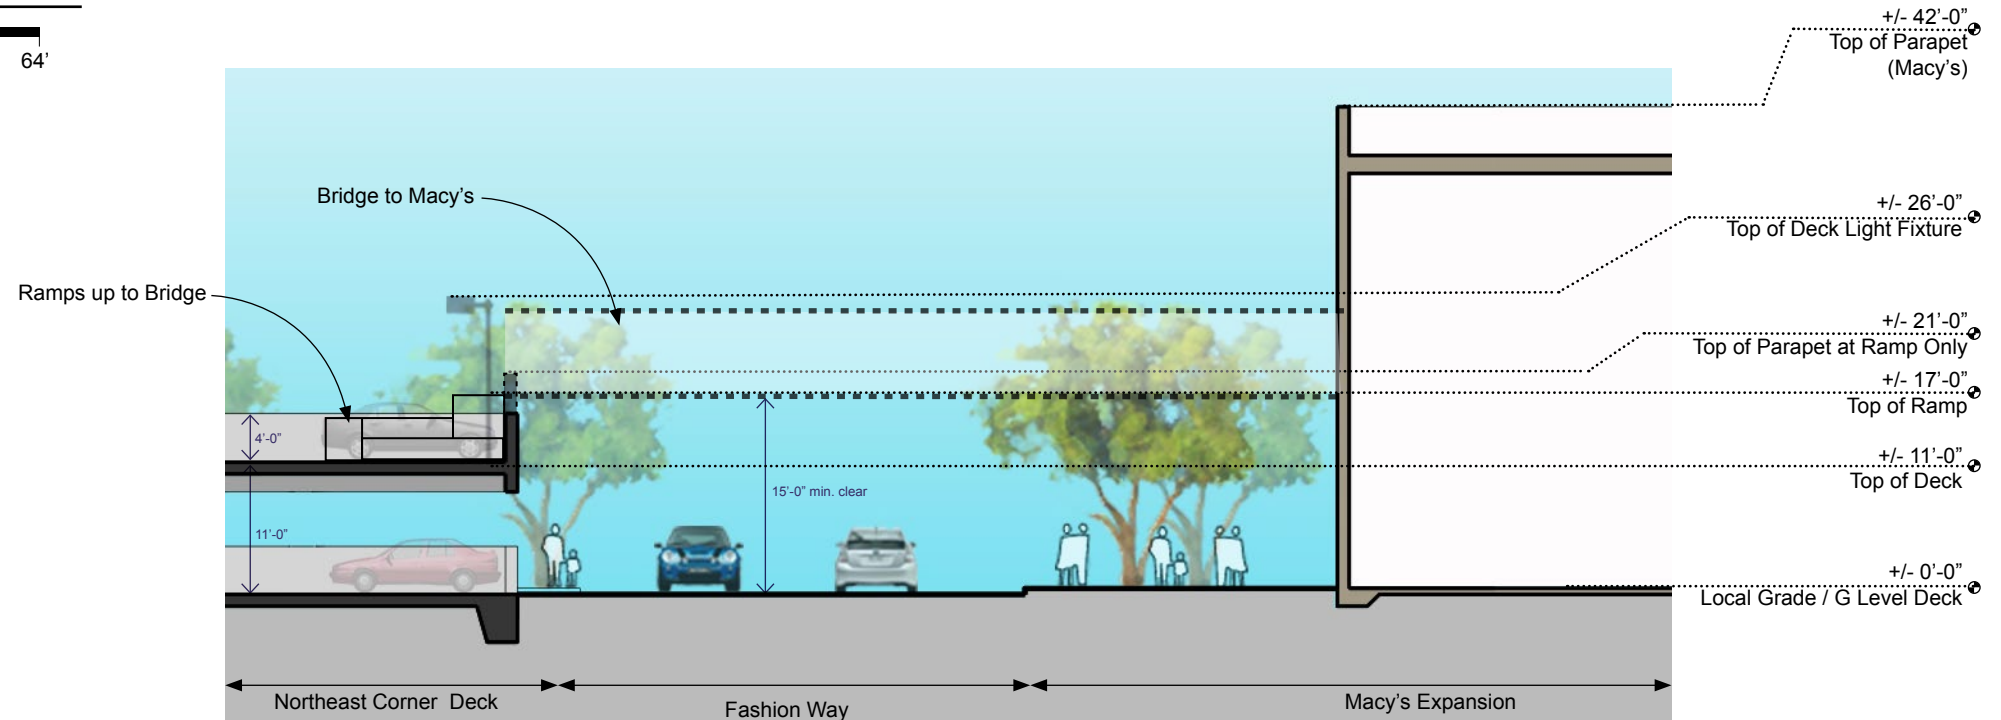 64’
+/- 42’-0”
Top of Parapet
(Macy’s)
Bridge to Macy’s
+/- 26’-0”
Top of Deck Light Fixture
Ramps up to Bridge
+/- 21’-0”
Top of Parapet at Ramp Only
+/- 17’-0”
Top of Ramp
4’-0”
+/- 11’-0”
Top of Deck
15’-0” min. clear
11’-0”
+/- 0’-0”
Local Grade / G Level Deck
Northeast Corner Deck
Fashion Way
Macy’s Expansion